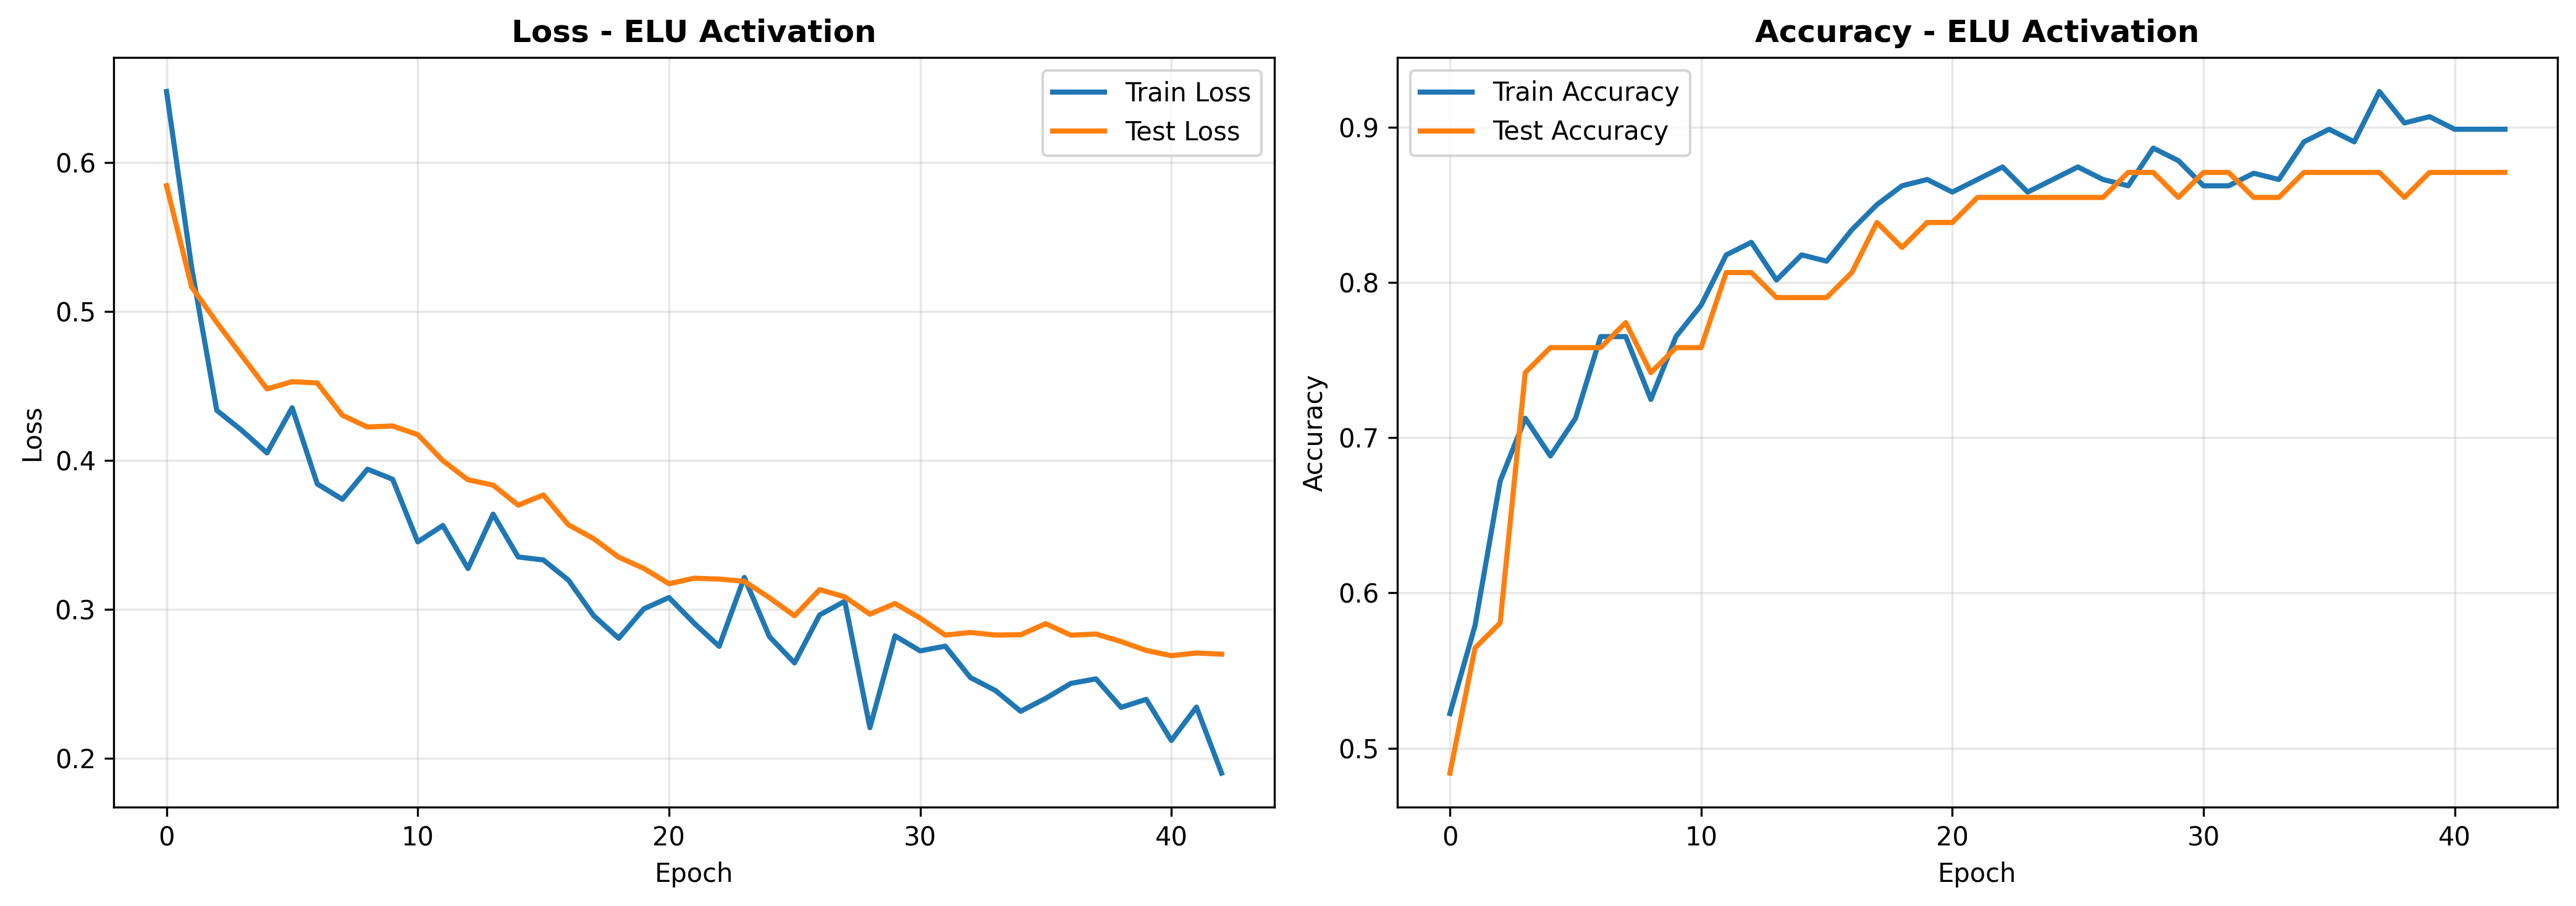 Loss - ELU Activation
Train Loss
Test Loss
0.6
0.5
0.4
0.3
0.2
Loss
0 10 20 30 40
Epoch
Accuracy - ELU Activation
Train Accuracy
Test Accuracy
0.9
0.8
0.7
0.6
0.5
Accuracy
0 10 20 30 40
Epoch